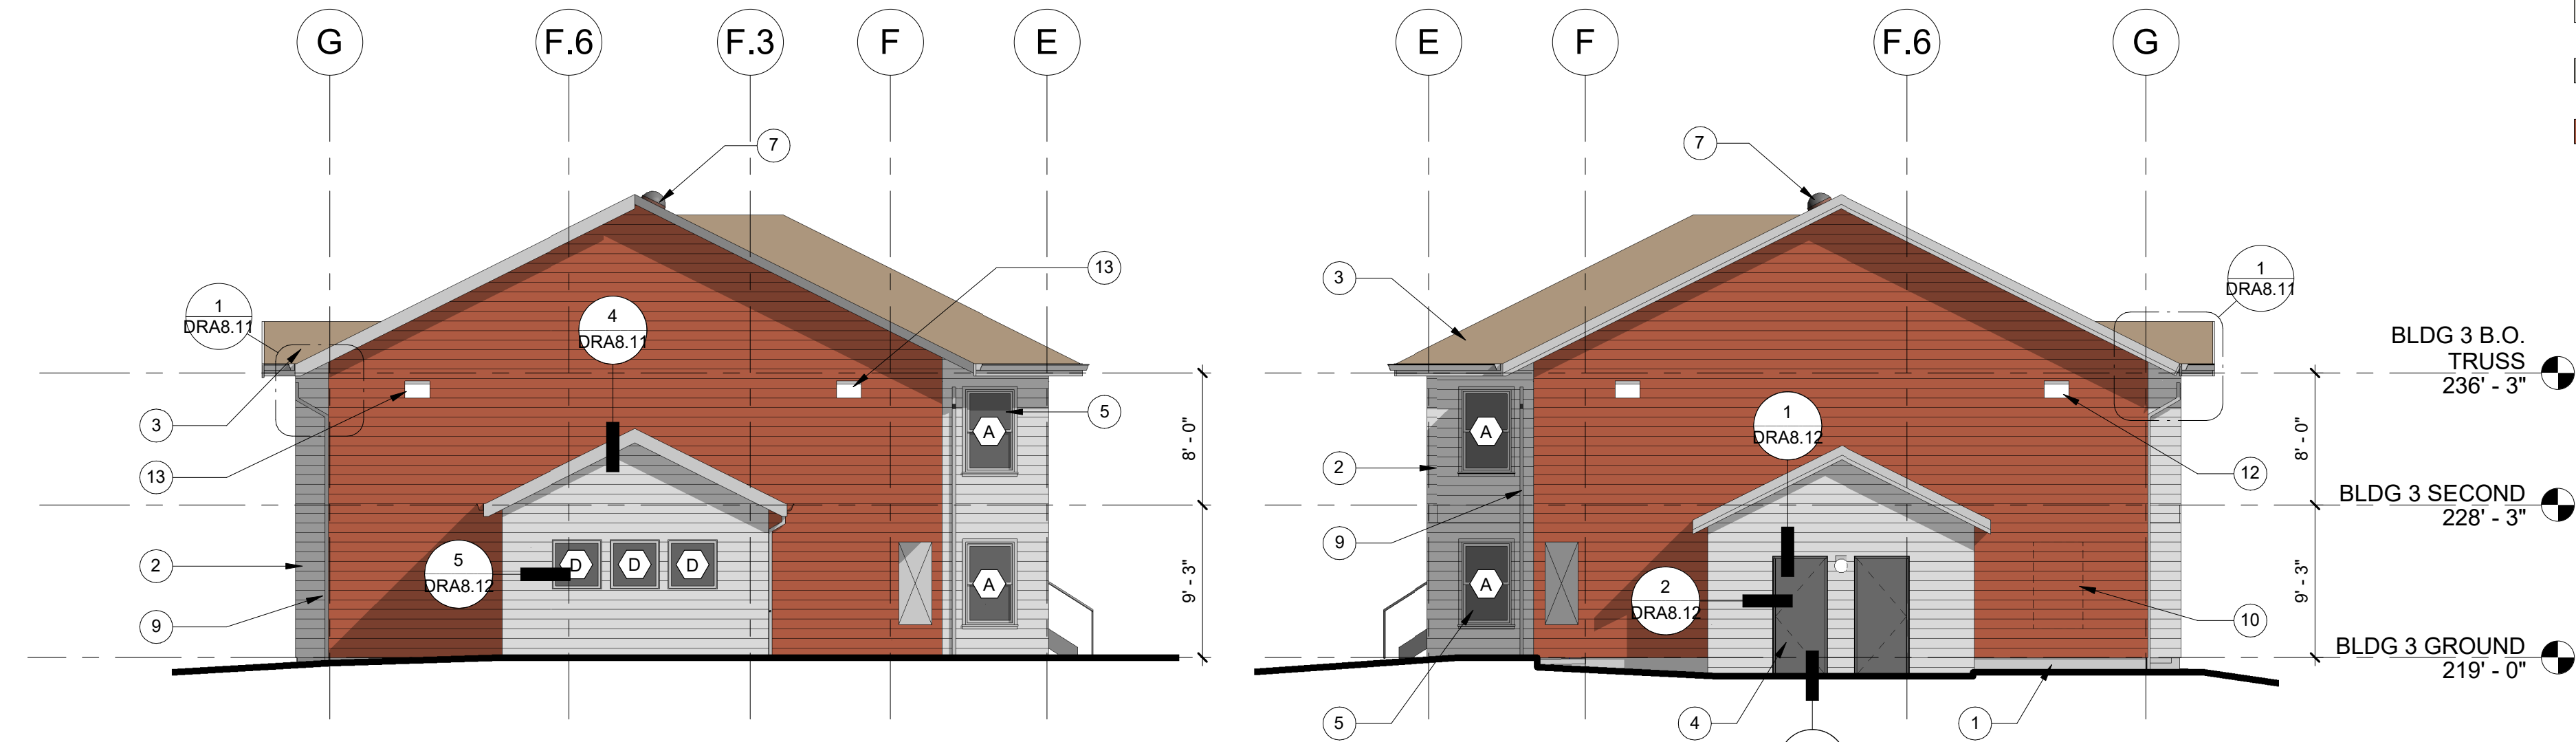 G
F.6
F.3
F
E
E
F
F.6
G
7
13
1
DRA8.11
4
DRA8.11
3
13
5
A
8' - 0"
D
D
D
5
DRA8.12
A
2
9
9' - 3"
7
3
1
DRA8.11
1
DRA8.12
A
2
9
12
8' - 0"
BLDG 3 B.O.
TRUSS
236' - 3"
BLDG 3 SECOND
228' - 3"
2
DRA8.12
A
10
9' - 3"
BLDG 3 GROUND
219' - 0"
5
4
1